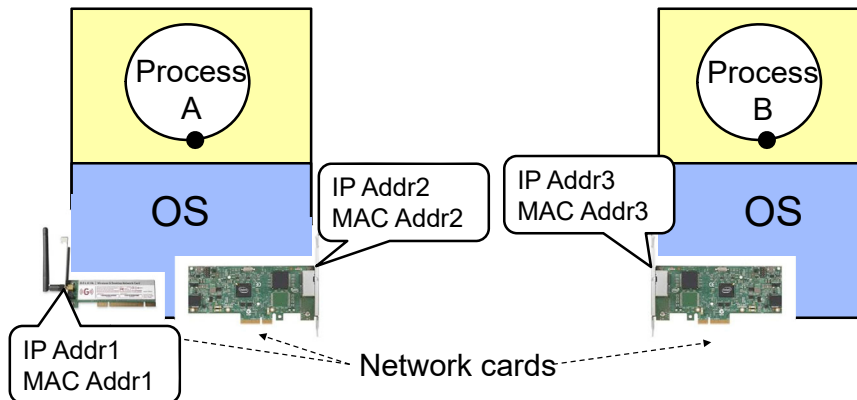 Process
A
Process
B
OS
IP Addr2
MAC Addr2
IP Addr3
MAC Addr3
OS
IP Addr1
MAC Addr1
Network cards